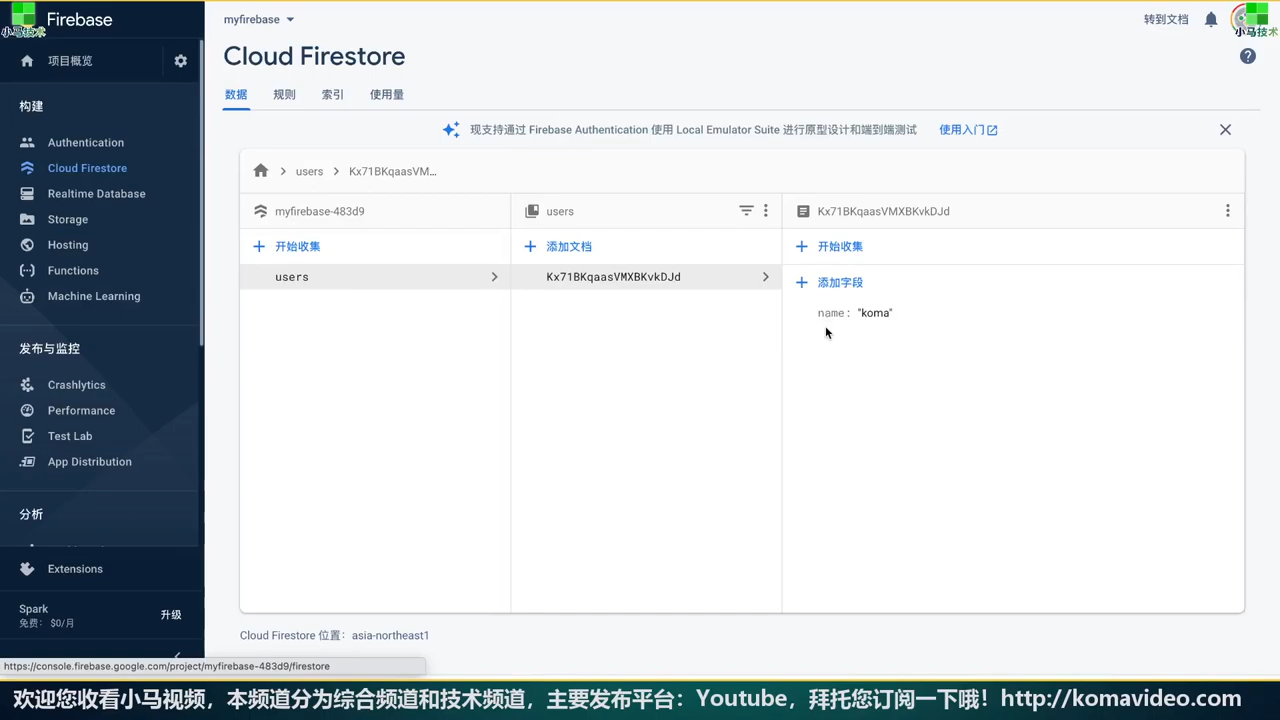 Firebase
小马技术
myfirebase
转到文档
小马技术
项目概览
Cloud Firestore
构建
数据
规则
索引
使用量
现支持通过 Firebase Authentication 使用 Local Emulator Suite 进行原型设计和端到端测试
使用入门
Authentication
Cloud Firestore
Realtime Database
Storage
Hosting
Functions
Machine Learning
发布与监控
Crashlytics
Performance
Test Lab
App Distribution
分析
Extensions
Spark
免费: $0/月
升级
users
Kx71BKqaasVM...
myfirebase-483d9
users
Kx71BKqaasVMXBKvkDJd
开始收集
添加文档
开始收集
users
Kx71BKqaasVMXBKvkDJd
添加字段
name: "koma"
Cloud Firestore 位置: asia-northeast1
https://console.firebase.google.com/project/myfirebase-483d9/firestore
欢迎您收看小马视频，本频道分为综合频道和技术频道，主要发布平台：Youtube，拜托您订阅一下哦！http://komavideo.com